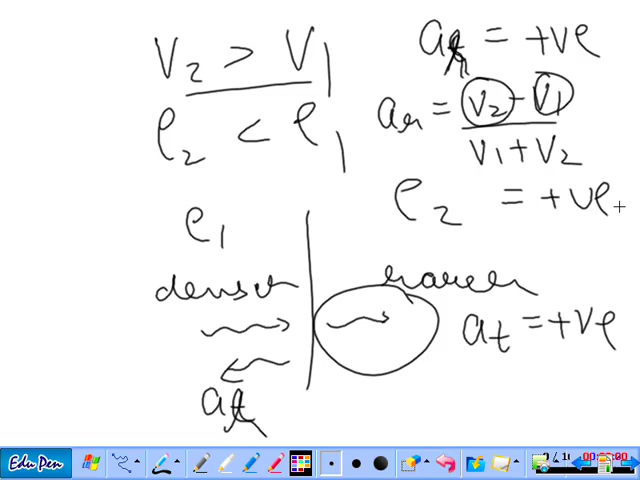 V₂ > V₁
ρ₂ < ρ₁
aᵣ = +ve
aᵣ = V₂ - V₁ / V₁ + V₂
ρ₂ = +ve
ρ₁
denser
rarer
aₜ = +ve
aᵣ
Edu Pen